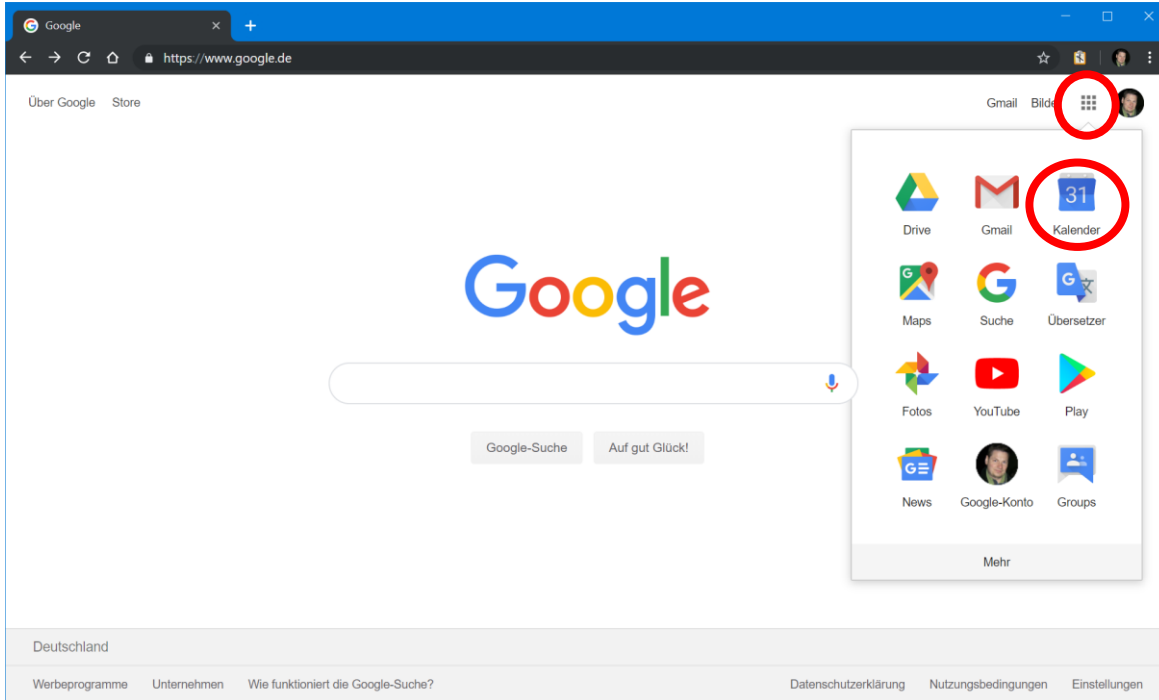 Google
https://www.google.de
Über Google Store
Gmail Bilde
31
Drive Gmail Kalender
Google
G
G
Maps Suche Übersetzer
Fotos YouTube Play
Google-Suche Auf gut Glück!
G
News Google-Konto Groups
Mehr
Deutschland
Werbeprogramme Unternehmen Wie funktioniert die Google-Suche? Datenschutzerklärung Nutzungsbedingungen Einstellungen